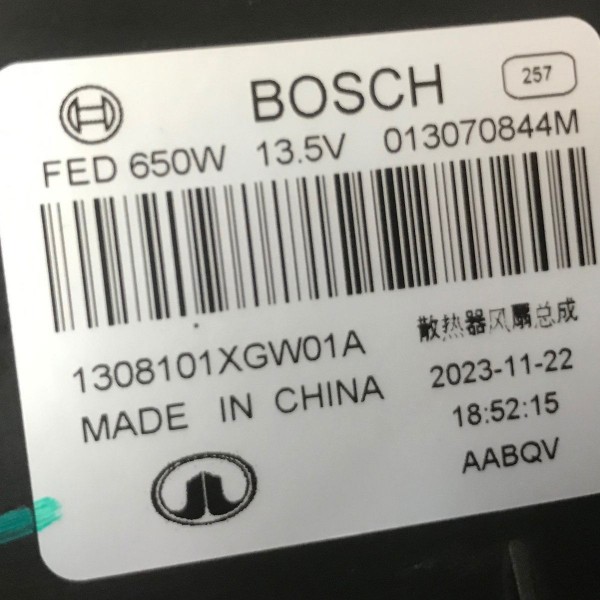 BOSCH
257
FED 650W 13.5V 013070844M
1308101XGW01A
散热器风扇总成
MADE IN CHINA
2023-11-22
18:52:15
AABQV